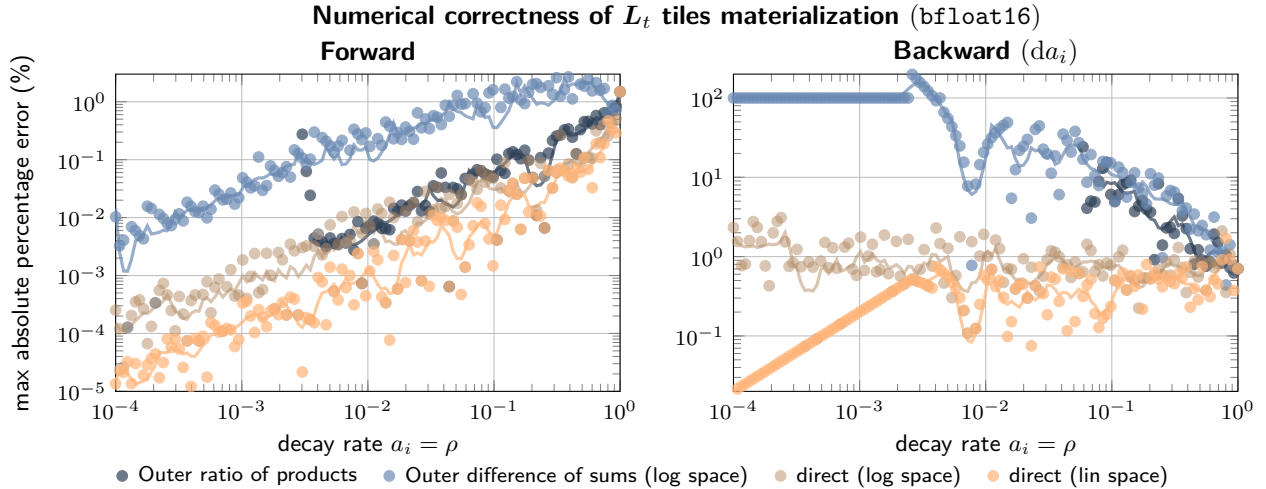 Numerical correctness of L_t tiles materialization (bfloat16)
Forward
Backward (da_i)
max absolute percentage error (%)
10^0
10^−1
10^−2
10^−3
10^−4
10^−5
10^−4
10^−3
10^−2
10^−1
10^0
decay rate a_i = ρ
10^2
10^1
10^0
10^−1
10^−4
10^−3
10^−2
10^−1
10^0
decay rate a_i = ρ
Outer ratio of products
Outer difference of sums (log space)
direct (log space)
direct (lin space)